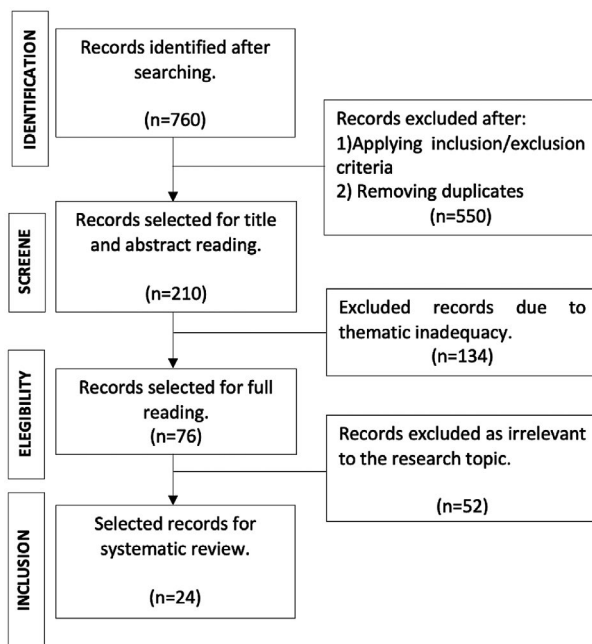 IDENTIFICATION
Records identified after
searching.
(n=760)
Records excluded after:
1)Applying inclusion/exclusion
criteria
2) Removing duplicates
(n=550)
SCREENE
Records selected for title
and abstract reading.
(n=210)
Excluded records due to
thematic inadequacy.
(n=134)
ELEGIBILITY
Records selected for full
reading.
(n=76)
Records excluded as irrelevant
to the research topic.
(n=52)
INCLUSION
Selected records for
systematic review.
(n=24)